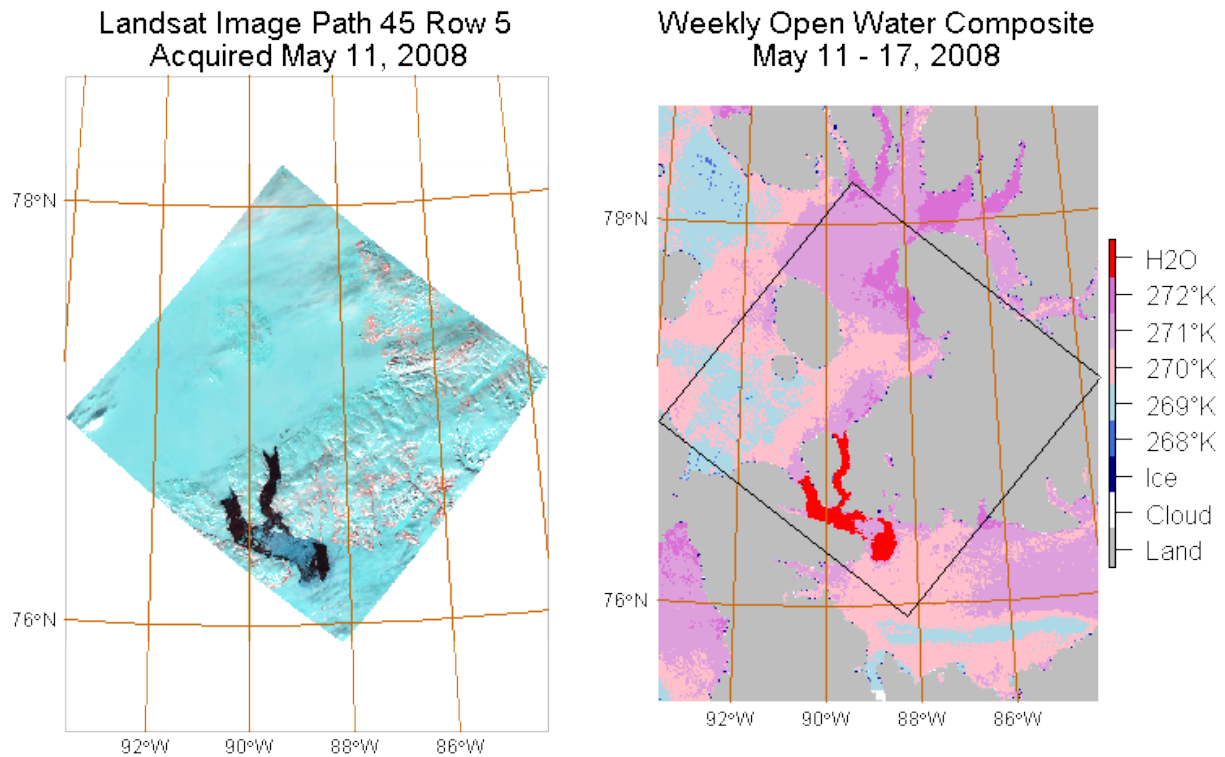 Landsat Image Path 45 Row 5
Acquired May 11, 2008
78°N
76°N
92°W 90°W 88°W 86°W
Weekly Open Water Composite
May 11 - 17, 2008
78°N
76°N
92°W 90°W 88°W 86°W
H2O
272°K
271°K
270°K
269°K
268°K
Ice
Cloud
Land